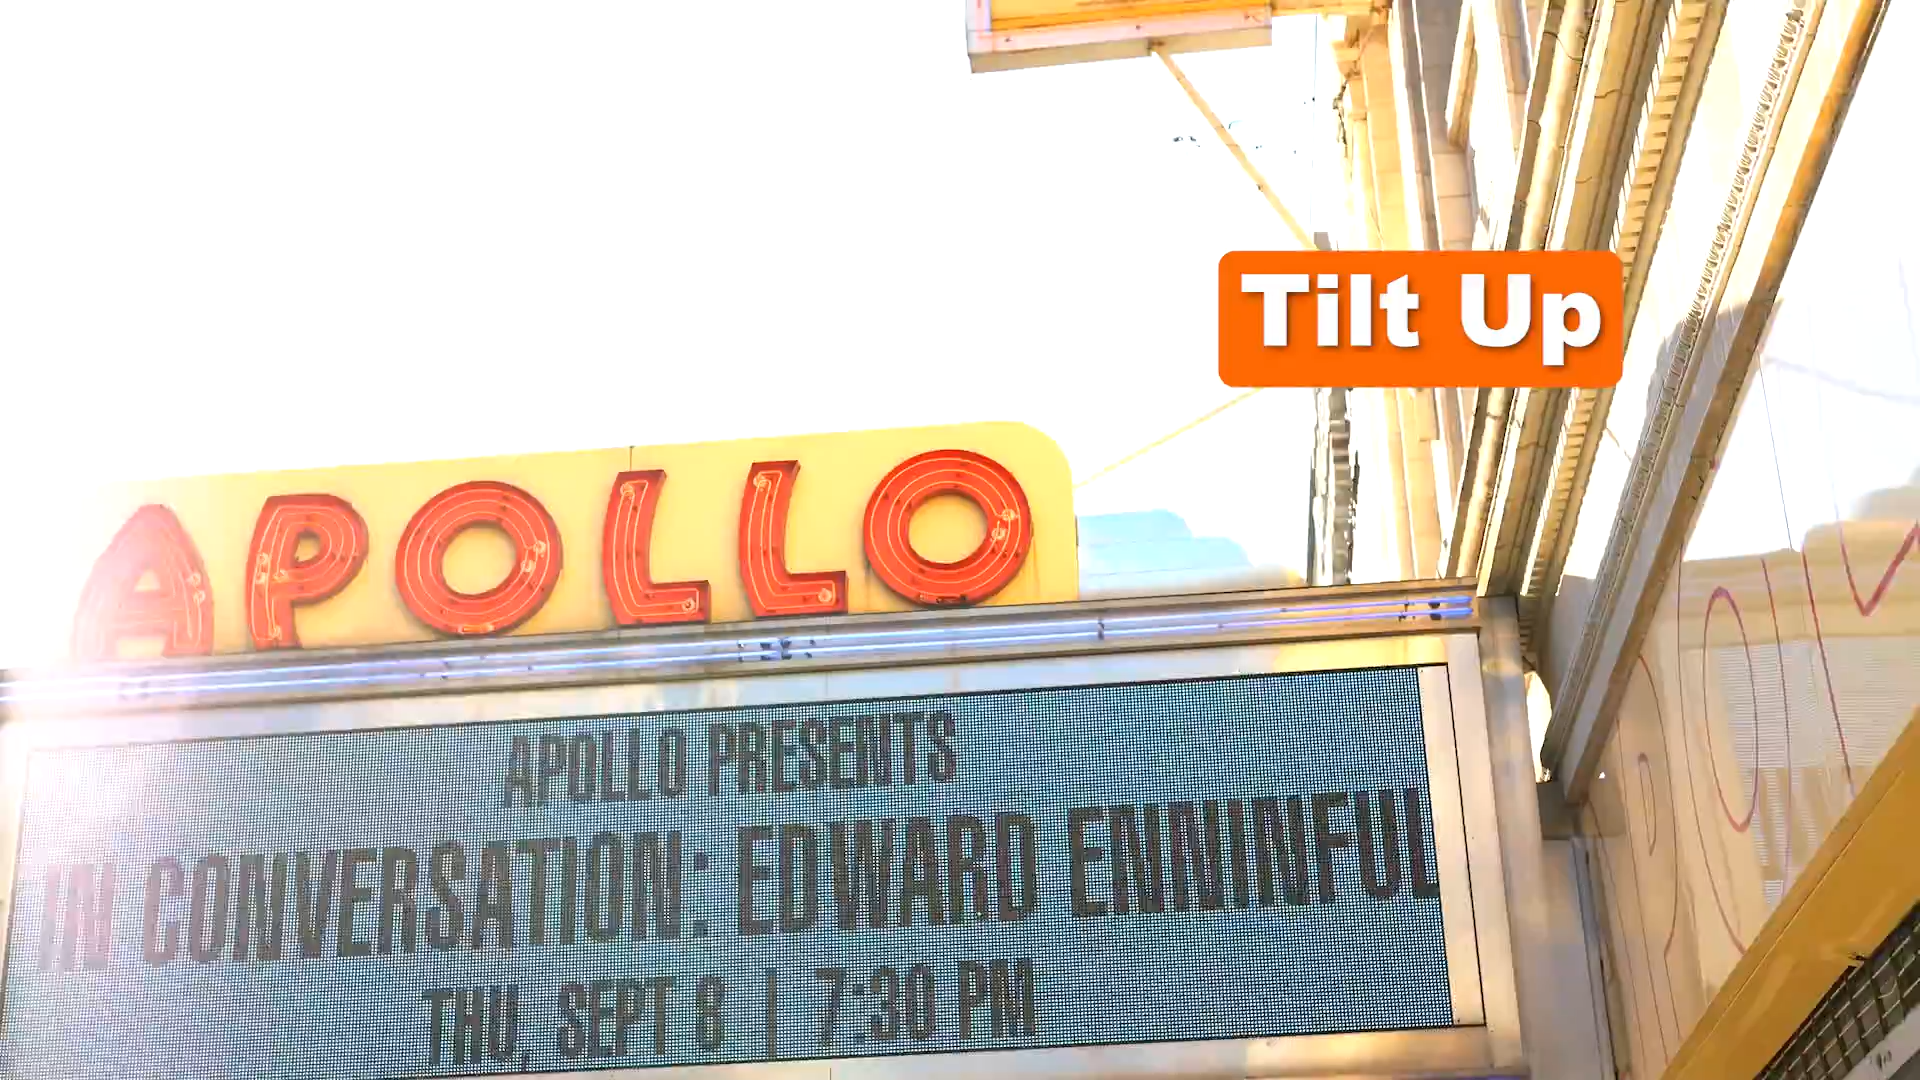 Tilt Up
APOLLO
APOLLO PRESENTS
IN CONVERSATION: EDWARD ENNINFUL
THU, SEPT 8 | 7:30 PM